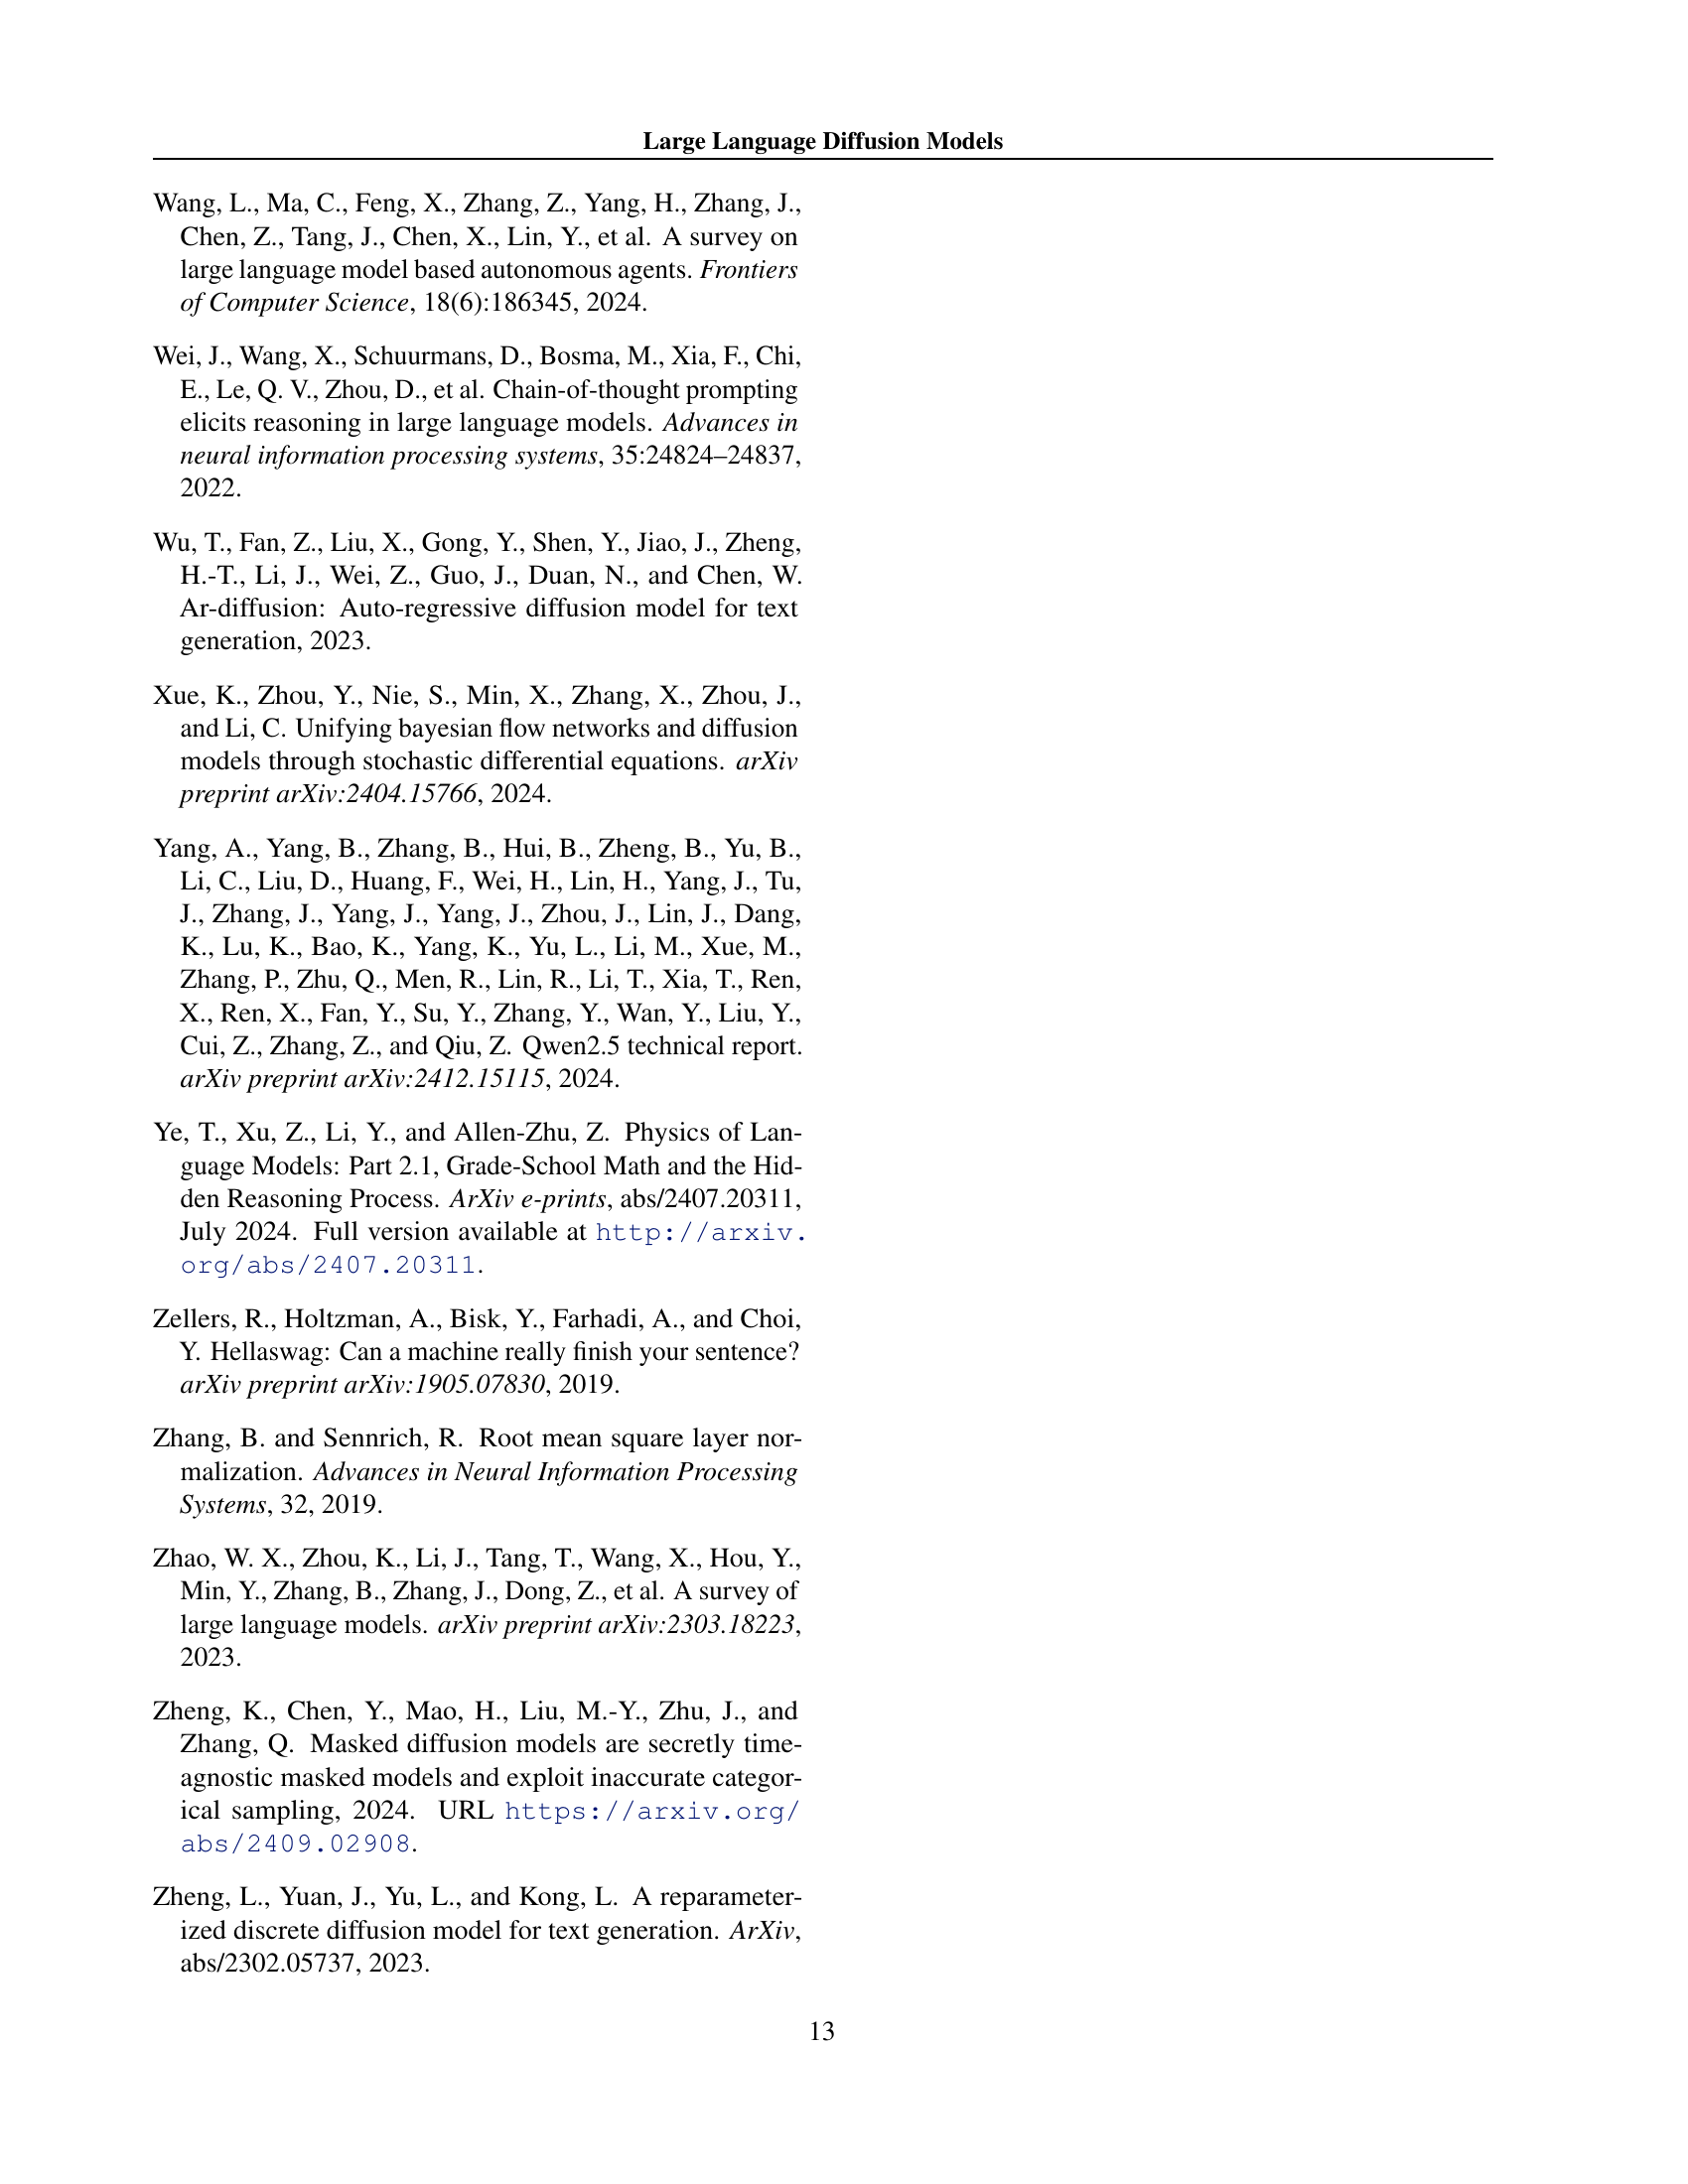 Large Language Diffusion Models
Wang, L., Ma, C., Feng, X., Zhang, Z., Yang, H., Zhang, J.,
Chen, Z., Tang, J., Chen, X., Lin, Y., et al. A survey on
large language model based autonomous agents. Frontiers
of Computer Science, 18(6):186345, 2024.
Wei, J., Wang, X., Schuurmans, D., Bosma, M., Xia, F., Chi,
E., Le, Q. V., Zhou, D., et al. Chain-of-thought prompting
elicits reasoning in large language models. Advances in
neural information processing systems, 35:24824–24837,
2022.
Wu, T., Fan, Z., Liu, X., Gong, Y., Shen, Y., Jiao, J., Zheng,
H.-T., Li, J., Wei, Z., Guo, J., Duan, N., and Chen, W.
Ar-diffusion: Auto-regressive diffusion model for text
generation, 2023.
Xue, K., Zhou, Y., Nie, S., Min, X., Zhang, X., Zhou, J.,
and Li, C. Unifying bayesian flow networks and diffusion
models through stochastic differential equations. arXiv
preprint arXiv:2404.15766, 2024.
Yang, A., Yang, B., Zhang, B., Hui, B., Zheng, B., Yu, B.,
Li, C., Liu, D., Huang, F., Wei, H., Lin, H., Yang, J., Tu,
J., Zhang, J., Yang, J., Yang, J., Zhou, J., Lin, J., Dang,
K., Lu, K., Bao, K., Yang, K., Yu, L., Li, M., Xue, M.,
Zhang, P., Zhu, Q., Men, R., Lin, R., Li, T., Xia, T., Ren,
X., Ren, X., Fan, Y., Su, Y., Zhang, Y., Wan, Y., Liu, Y.,
Cui, Z., Zhang, Z., and Qiu, Z. Qwen2.5 technical report.
arXiv preprint arXiv:2412.15115, 2024.
Ye, T., Xu, Z., Li, Y., and Allen-Zhu, Z. Physics of Lan-
guage Models: Part 2.1, Grade-School Math and the Hid-
den Reasoning Process. ArXiv e-prints, abs/2407.20311,
July 2024. Full version available at http://arxiv.
org/abs/2407.20311.
Zellers, R., Holtzman, A., Bisk, Y., Farhadi, A., and Choi,
Y. Hellaswag: Can a machine really finish your sentence?
arXiv preprint arXiv:1905.07830, 2019.
Zhang, B. and Sennrich, R. Root mean square layer nor-
malization. Advances in Neural Information Processing
Systems, 32, 2019.
Zhao, W. X., Zhou, K., Li, J., Tang, T., Wang, X., Hou, Y.,
Min, Y., Zhang, B., Zhang, J., Dong, Z., et al. A survey of
large language models. arXiv preprint arXiv:2303.18223,
2023.
Zheng, K., Chen, Y., Mao, H., Liu, M.-Y., Zhu, J., and
Zhang, Q. Masked diffusion models are secretly time-
agnostic masked models and exploit inaccurate categor-
ical sampling, 2024. URL https://arxiv.org/
abs/2409.02908.
Zheng, L., Yuan, J., Yu, L., and Kong, L. A reparameter-
ized discrete diffusion model for text generation. ArXiv,
abs/2302.05737, 2023.
13